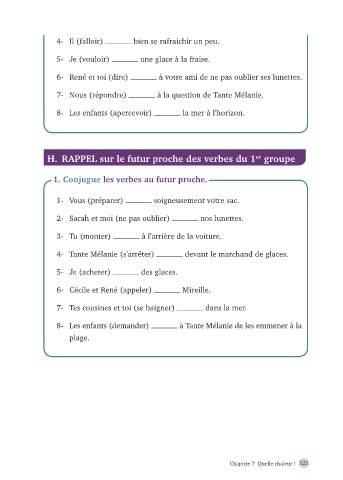 4- Il (falloir) ______ bien se rafraichir un peu.
5- Je (vouloir) ______ une glace à la fraise.
6- René et toi (dire) ______ à votre ami de ne pas oublier ses lunettes.
7- Nous (répondre) ______ à la question de Tante Mélanie.
8- Les enfants (apercevoir) ______ la mer à l'horizon.
H. RAPPEL sur le futur proche des verbes du 1er groupe
1. Conjugue les verbes au futur proche.
1- Vous (préparer) ______ soigneusement votre sac.
2- Sarah et moi (ne pas oublier) ______ nos lunettes.
3- Tu (monter) ______ à l'arrière de la voiture.
4- Tante Mélanie (s'arrêter) ______ devant le marchand de glaces.
5- Je (acheter) ______ des glaces.
6- Cécile et René (appeler) ______ Mireille.
7- Tes cousines et toi (se baigner) ______ dans la mer.
8- Les enfants (demander) ______ à Tante Mélanie de les emmener à la
plage.
Chapitre 7 Quelle chaleur ! 121